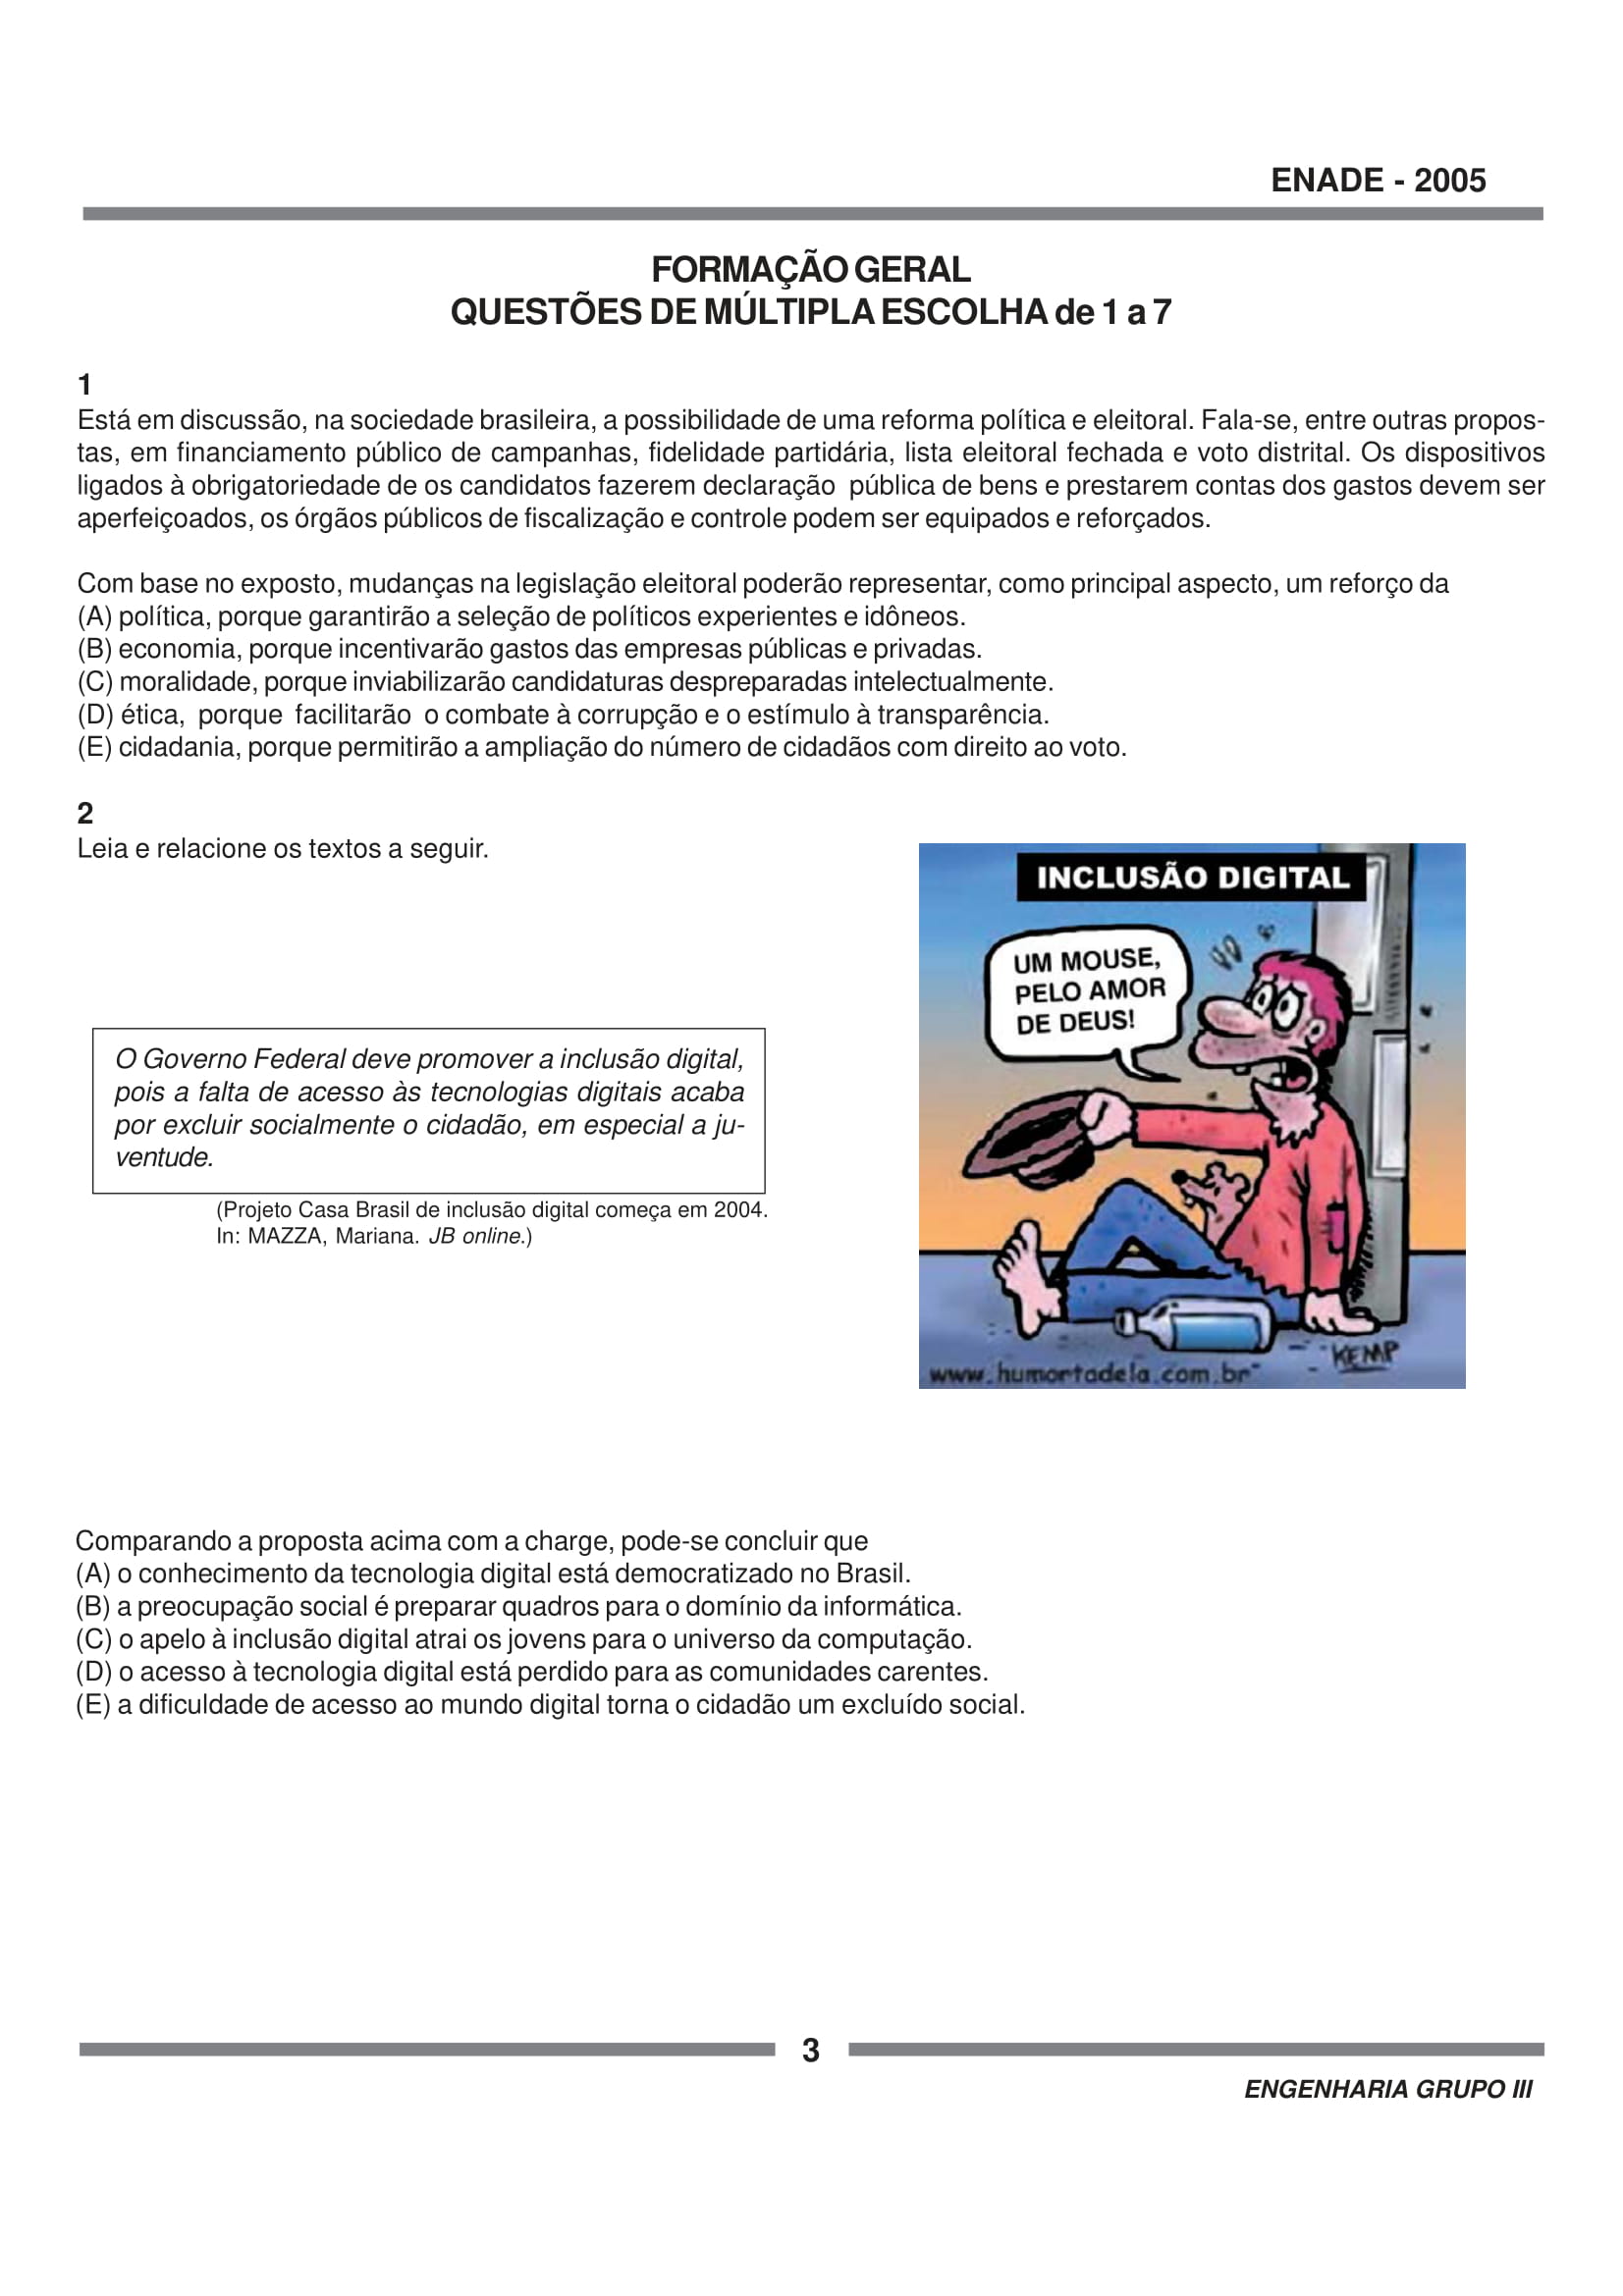 ENADE - 2005
FORMAÇÃO GERAL
QUESTÕES DE MÚLTIPLA ESCOLHA de 1 a 7
1
Está em discussão, na sociedade brasileira, a possibilidade de uma reforma política e eleitoral. Fala-se, entre outras propos-
tas, em financiamento público de campanhas, fidelidade partidária, lista eleitoral fechada e voto distrital. Os dispositivos
ligados à obrigatoriedade de os candidatos fazerem declaração pública de bens e prestarem contas dos gastos devem ser
aperfeiçoados, os órgãos públicos de fiscalização e controle podem ser equipados e reforçados.
Com base no exposto, mudanças na legislação eleitoral poderão representar, como principal aspecto, um reforço da
(A) política, porque garantirão a seleção de políticos experientes e idôneos.
(B) economia, porque incentivarão gastos das empresas públicas e privadas.
(C) moralidade, porque inviabilizarão candidaturas despreparadas intelectualmente.
(D) ética, porque facilitarão o combate à corrupção e o estímulo à transparência.
(E) cidadania, porque permitirão a ampliação do número de cidadãos com direito ao voto.
2
Leia e relacione os textos a seguir.
O Governo Federal deve promover a inclusão digital,
pois a falta de acesso às tecnologias digitais acaba
por excluir socialmente o cidadão, em especial a ju-
ventude.
(Projeto Casa Brasil de inclusão digital começa em 2004.
In: MAZZA, Mariana. JB online.)
INCLUSÃO DIGITAL
UM MOUSE,
PELO AMOR
DE DEUS!
KEMP
www.humortadela.com.br
Comparando a proposta acima com a charge, pode-se concluir que
(A) o conhecimento da tecnologia digital está democratizado no Brasil.
(B) a preocupação social é preparar quadros para o domínio da informática.
(C) o apelo à inclusão digital atrai os jovens para o universo da computação.
(D) o acesso à tecnologia digital está perdido para as comunidades carentes.
(E) a dificuldade de acesso ao mundo digital torna o cidadão um excluído social.
3
ENGENHARIA GRUPO III